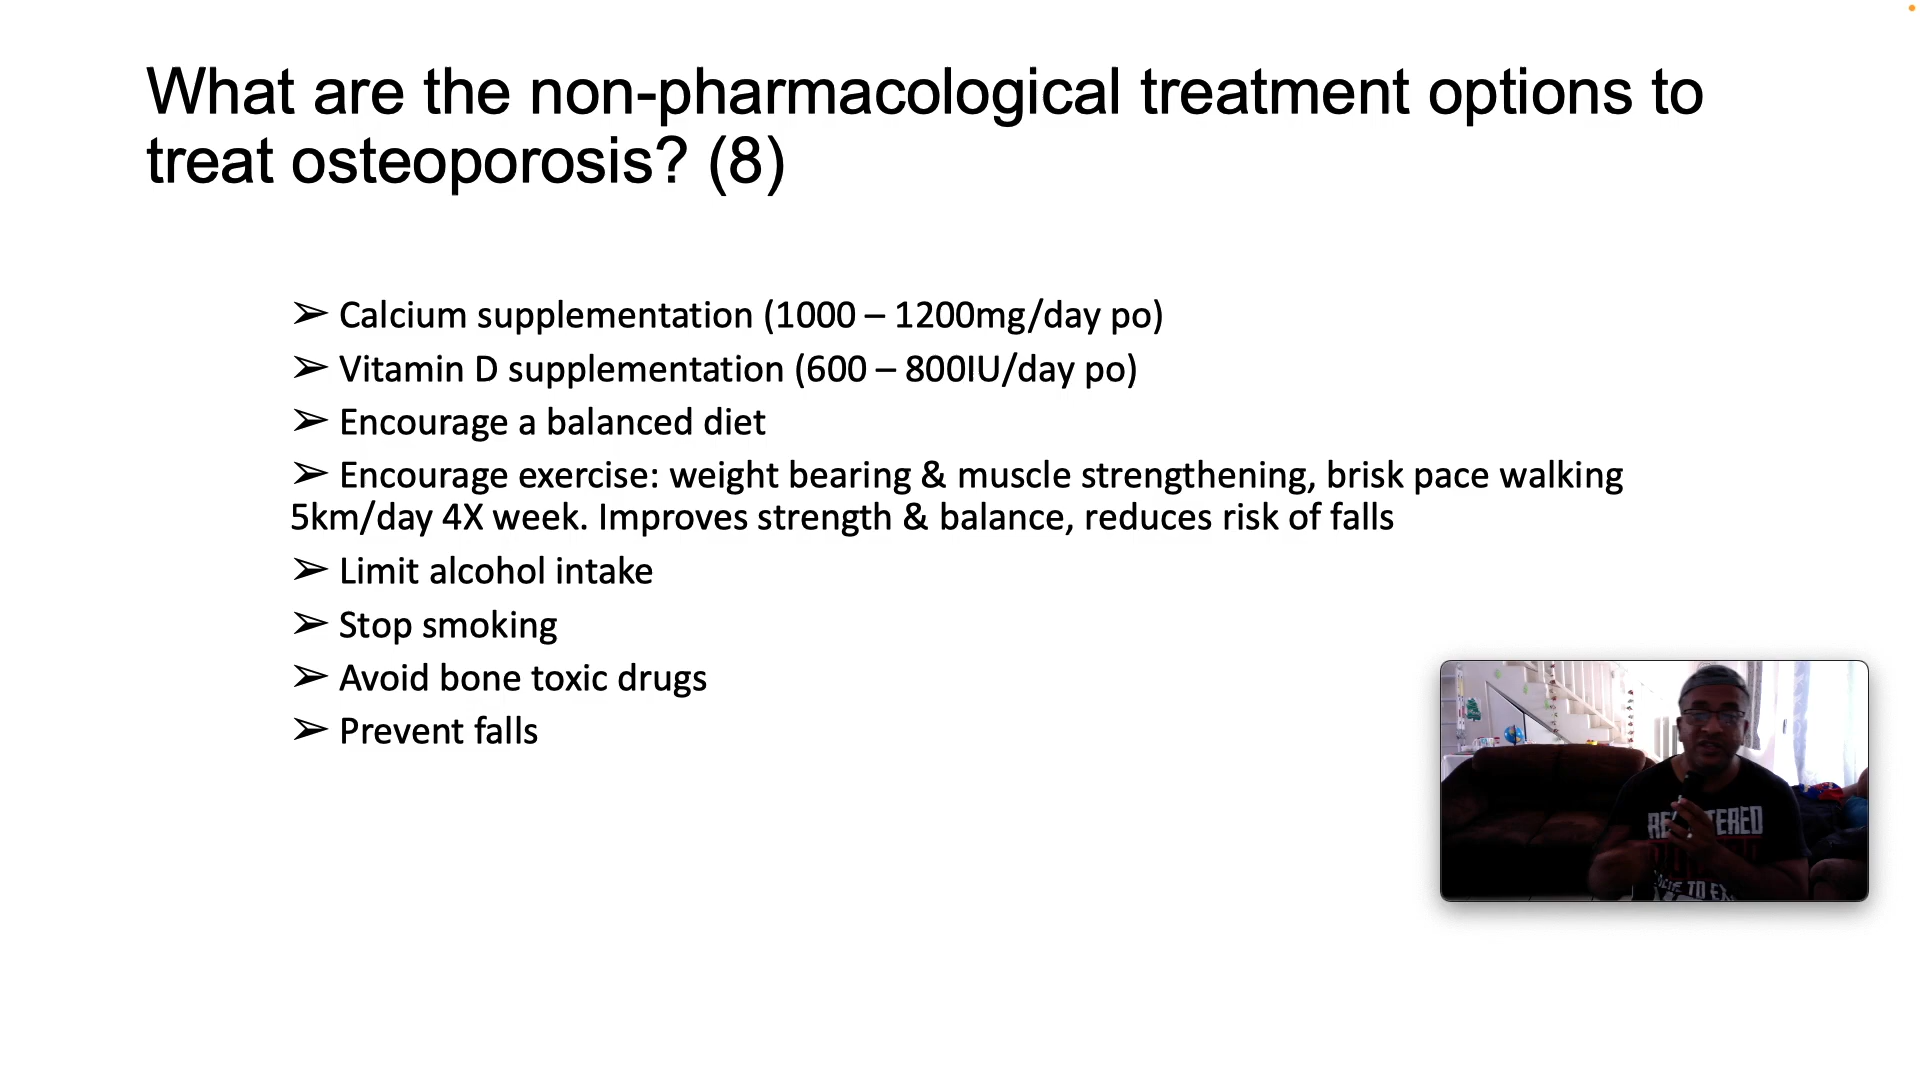 What are the non-pharmacological treatment options to
treat osteoporosis? (8)
➢ Calcium supplementation (1000 – 1200mg/day po)
➢ Vitamin D supplementation (600 – 800IU/day po)
➢ Encourage a balanced diet
➢ Encourage exercise: weight bearing & muscle strengthening, brisk pace walking
5km/day 4X week. Improves strength & balance, reduces risk of falls
➢ Limit alcohol intake
➢ Stop smoking
➢ Avoid bone toxic drugs
➢ Prevent falls
TO